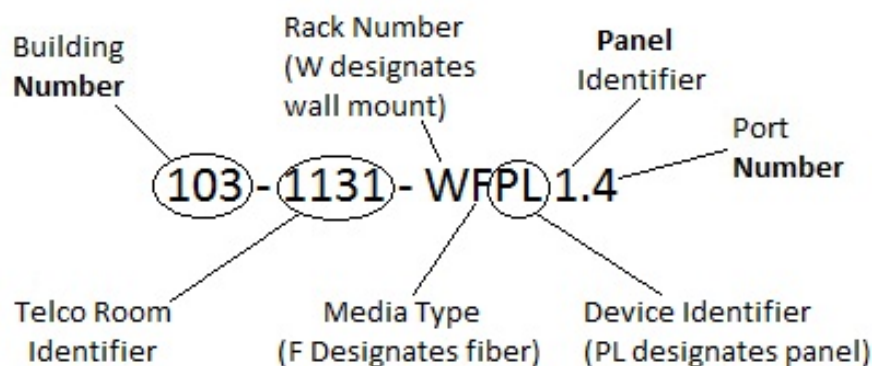 Building
Number
Rack Number
(W designates
wall mount)
Panel
Identifier
Port
Number
103-1131-WFPL1.4
Telco Room
Identifier
Media Type
(F Designates fiber)
Device Identifier
(PL designates panel)